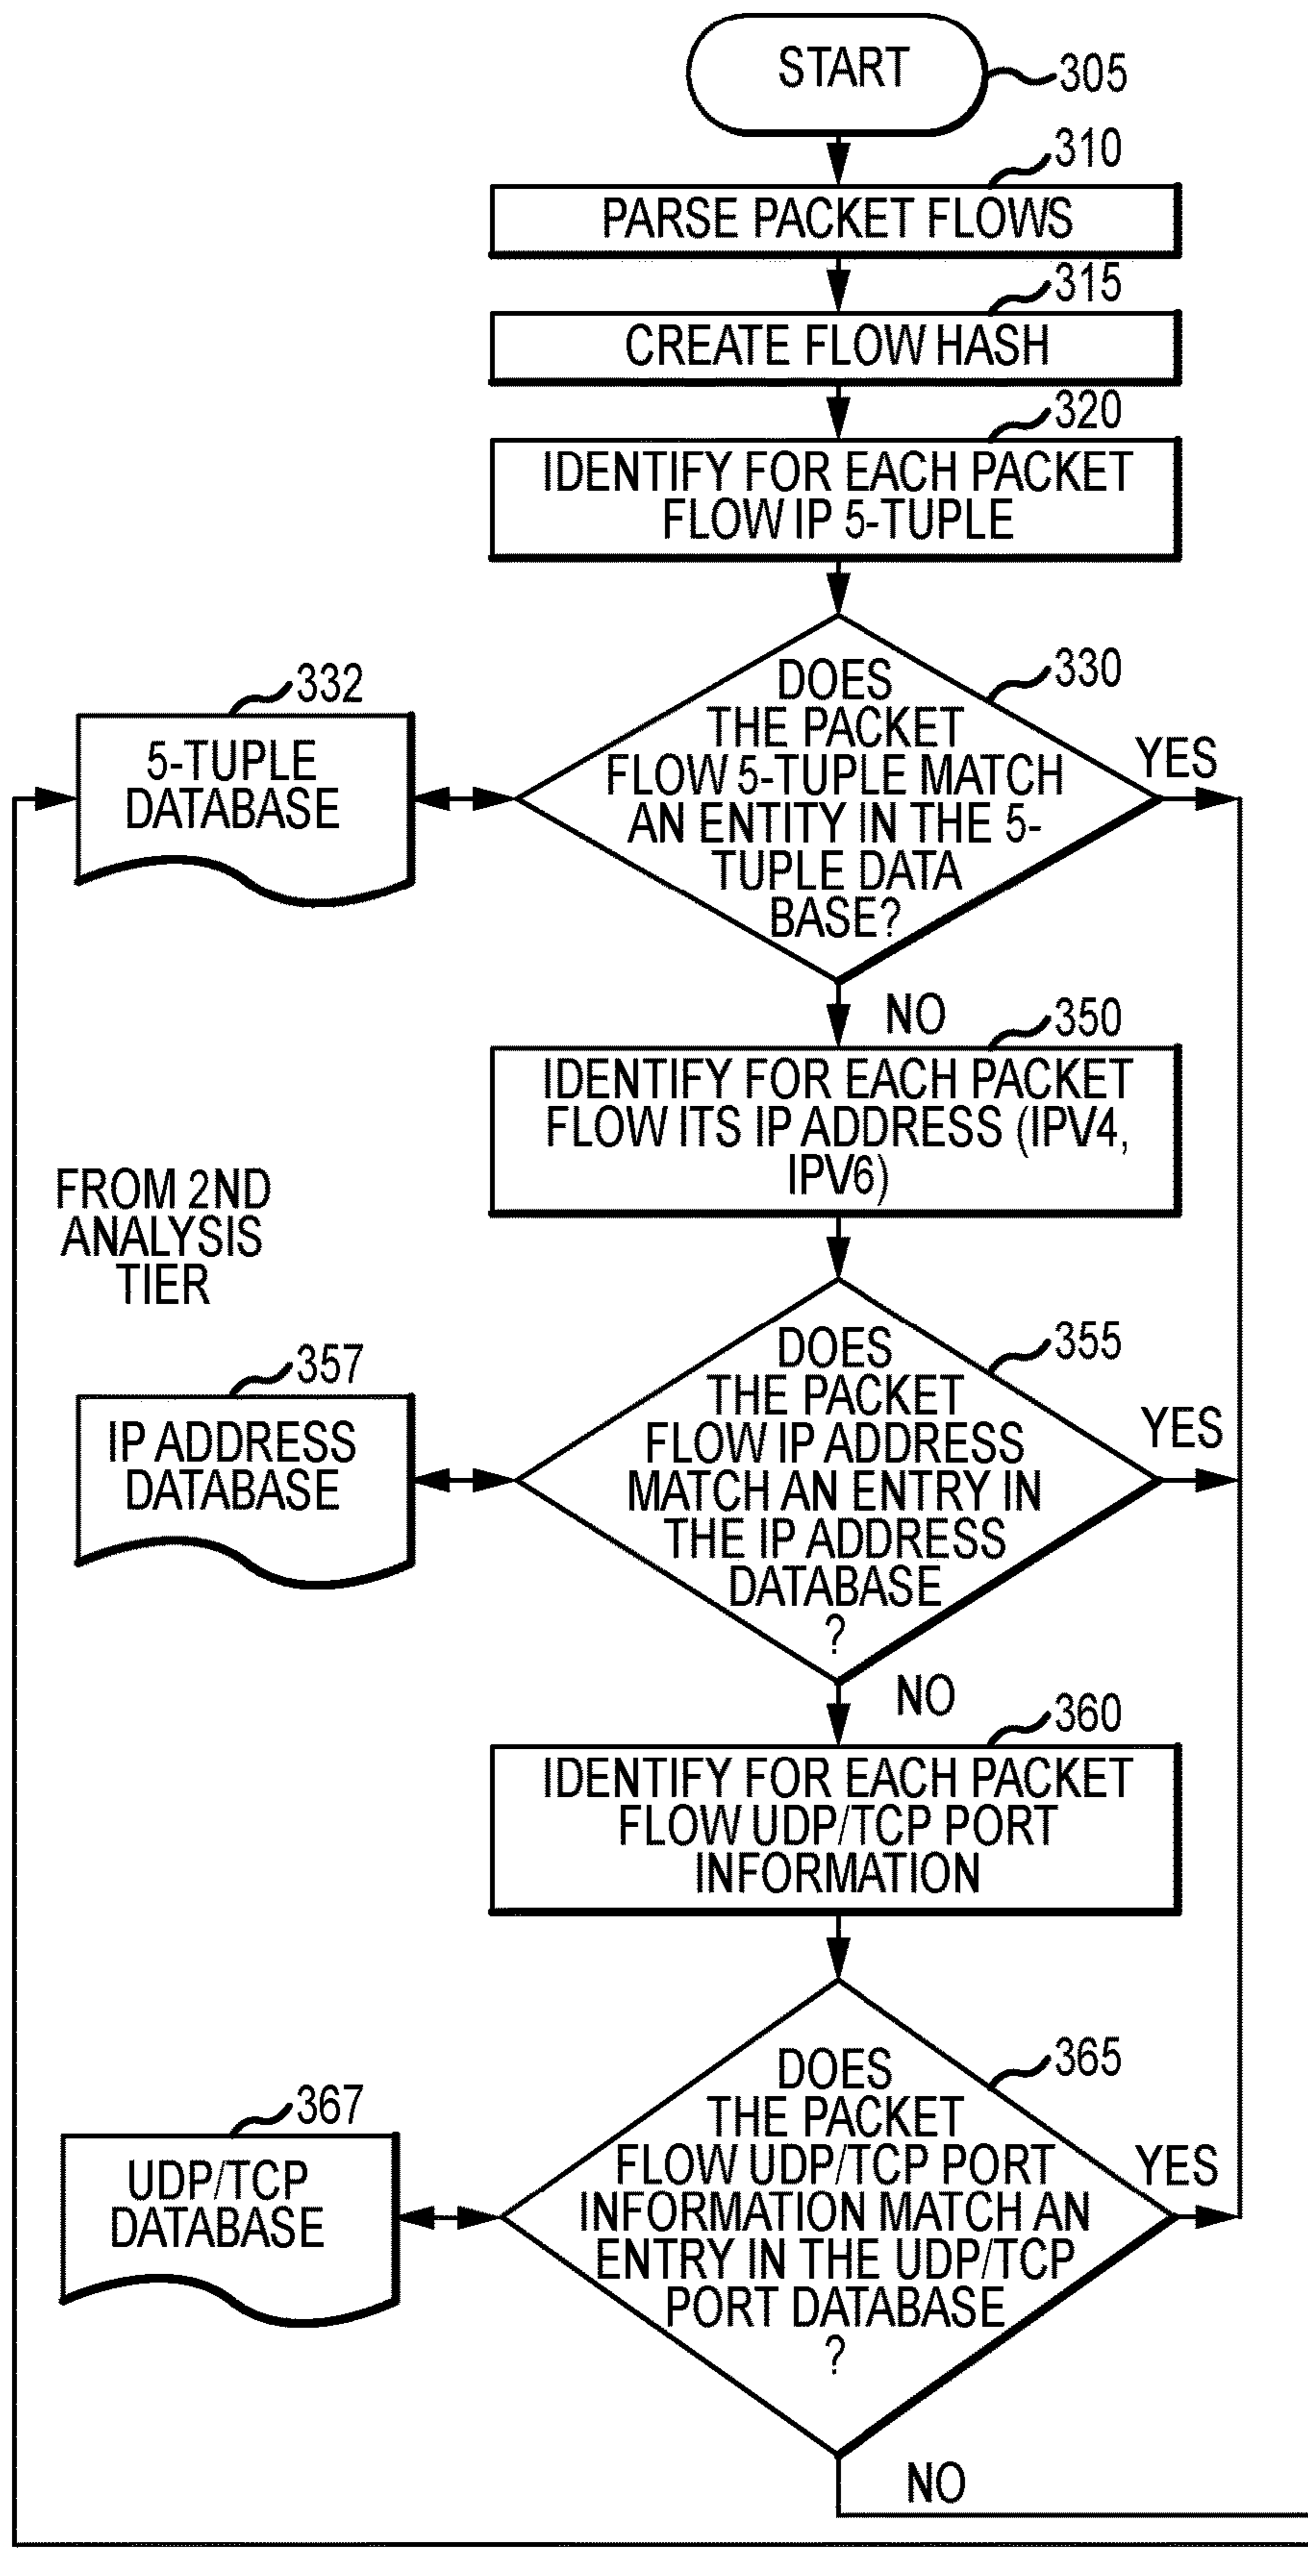 START
305
310
PARSE PACKET FLOWS
315
CREATE FLOW HASH
320
IDENTIFY FOR EACH PACKET
FLOW IP 5-TUPLE
330
DOES
THE PACKET
FLOW 5-TUPLE MATCH
AN ENTITY IN THE 5-
TUPLE DATA
BASE?
YES
332
5-TUPLE
DATABASE
NO
350
IDENTIFY FOR EACH PACKET
FLOW ITS IP ADDRESS (IPV4,
IPV6)
FROM 2ND
ANALYSIS
TIER
355
DOES
THE PACKET
FLOW IP ADDRESS
MATCH AN ENTRY IN
THE IP ADDRESS
DATABASE
?
YES
357
IP ADDRESS
DATABASE
NO
360
IDENTIFY FOR EACH PACKET
FLOW UDP/TCP PORT
INFORMATION
365
DOES
THE PACKET
FLOW UDP/TCP PORT
INFORMATION MATCH AN
ENTRY IN THE UDP/TCP
PORT DATABASE
?
YES
367
UDP/TCP
DATABASE
NO